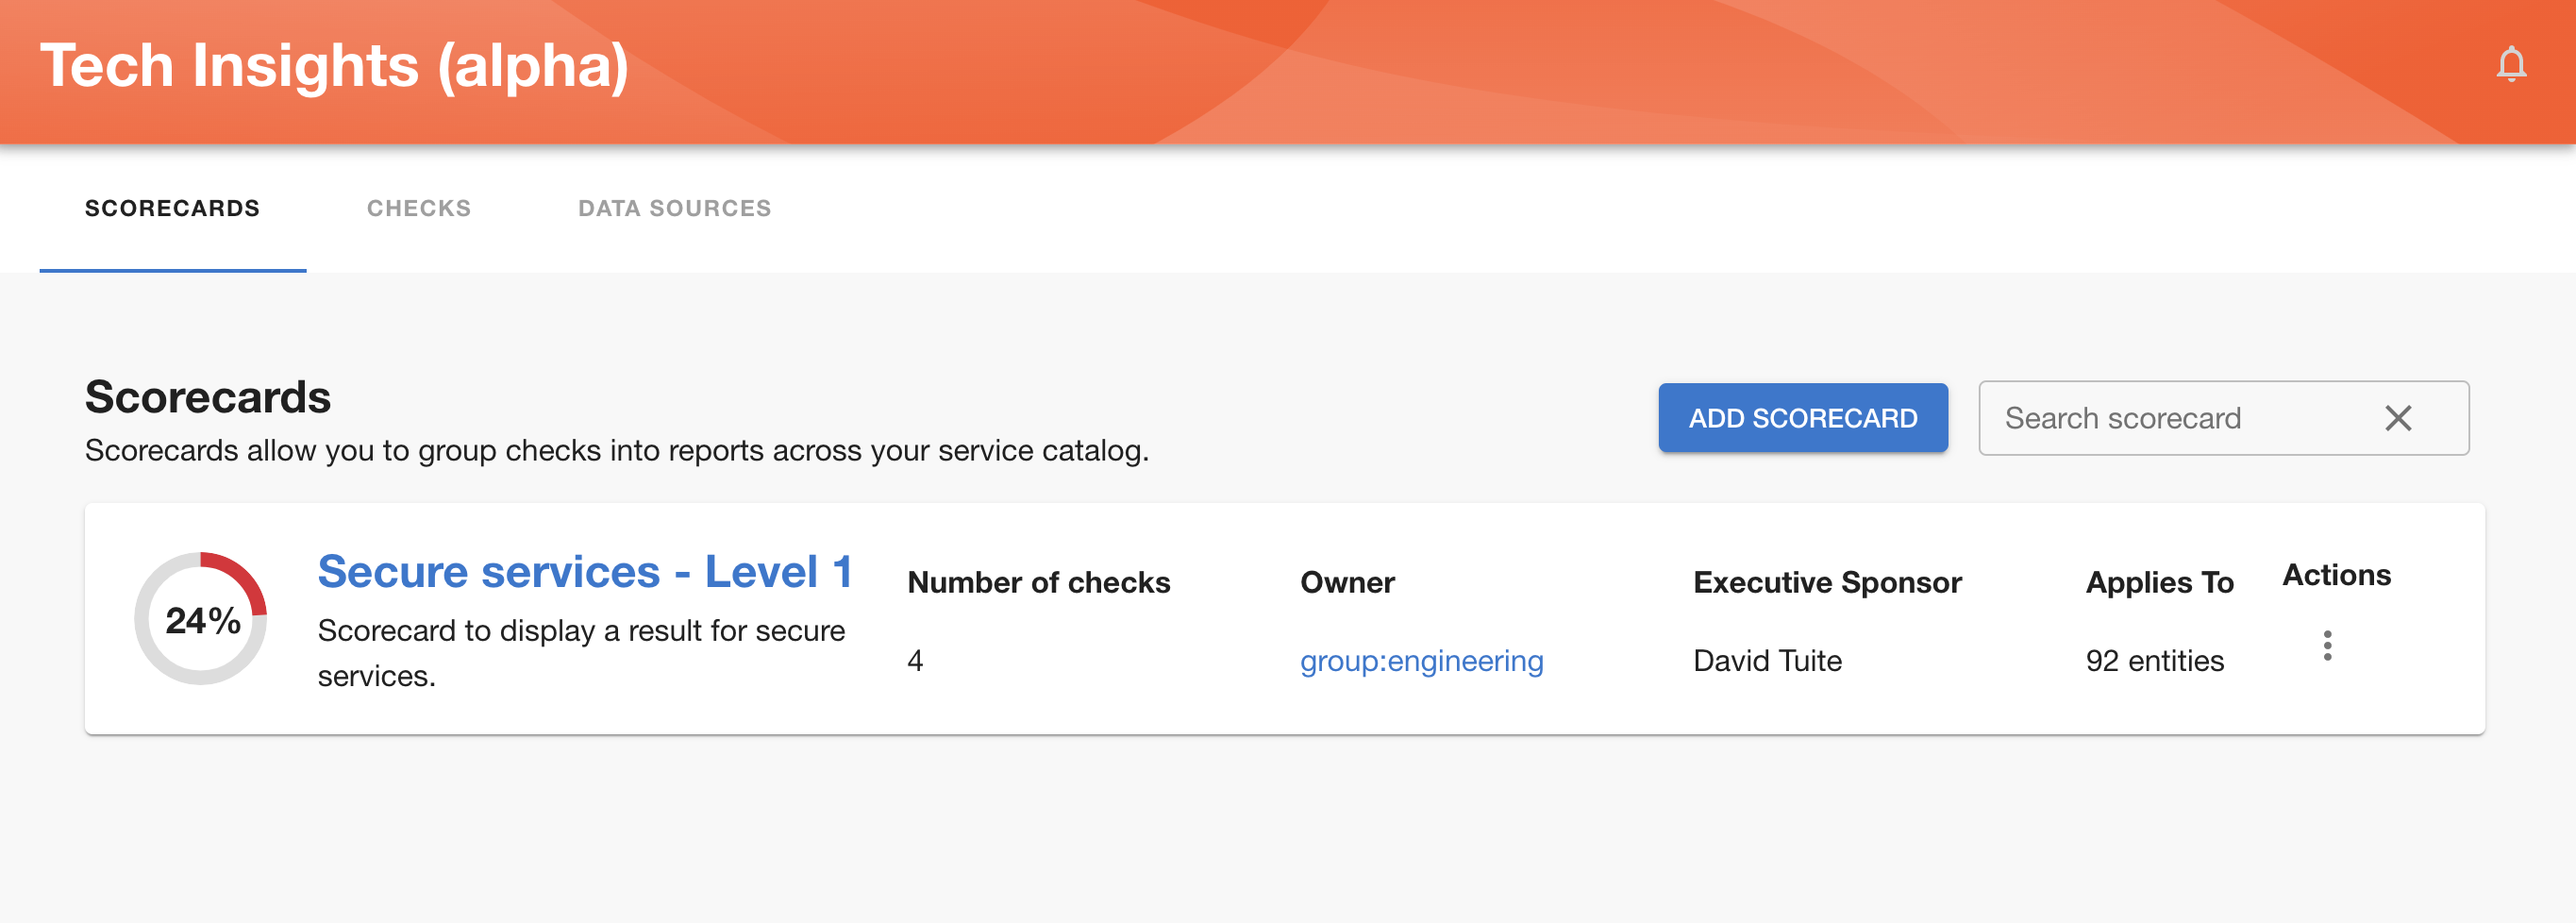 Tech Insights (alpha)
SCORECARDS
CHECKS
DATA SOURCES
Scorecards
Scorecards allow you to group checks into reports across your service catalog.
ADD SCORECARD
Search scorecard
24%
Secure services - Level 1
Scorecard to display a result for secure
services.
Number of checks
4
Owner
group:engineering
Executive Sponsor
David Tuite
Applies To
92 entities
Actions